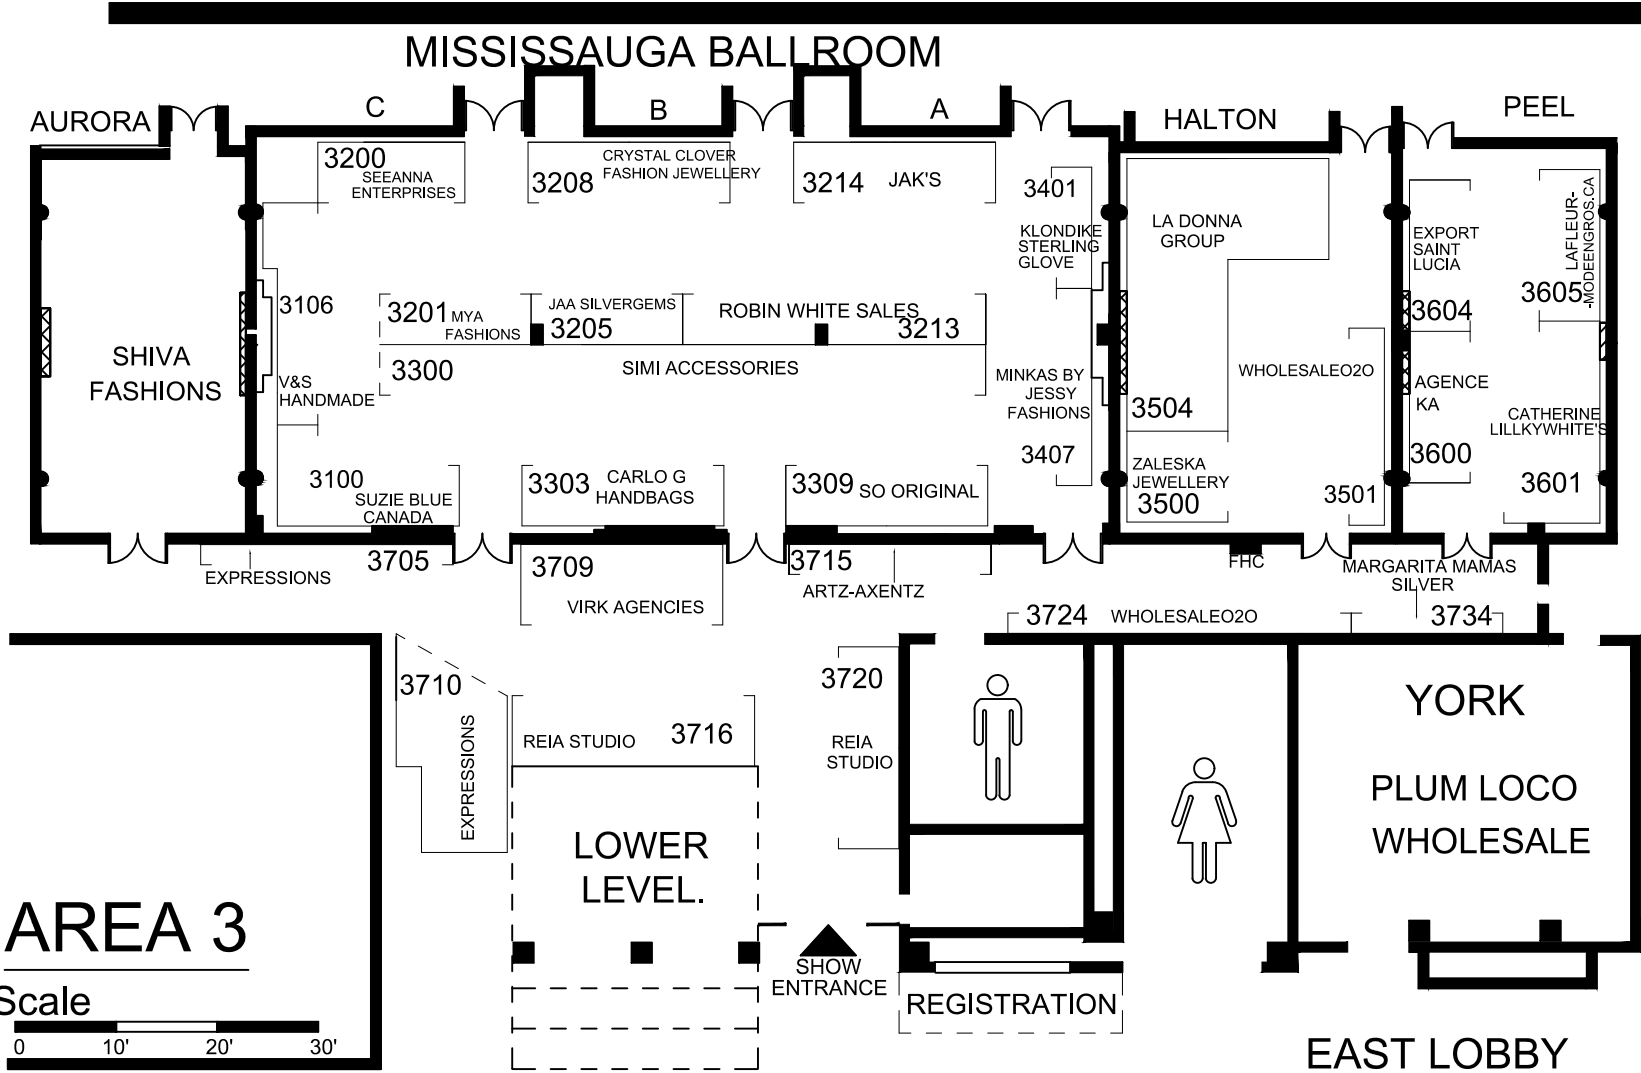 MISSISSAUGA BALLROOM
AURORA
C
B
A
HALTON
PEEL
3200
SEEANNA
ENTERPRISES
3208
CRYSTAL CLOVER
FASHION JEWELLERY
3214
JAK'S
3401
KLONDIKE
STERLING
GLOVE
LA DONNA
GROUP
EXPORT
SAINT
LUCIA
3604
LAFLEUR-
-MODEENGROS.CA
3605
3106
3201
MYA
FASHIONS
JAA SILVERGEMS
3205
ROBIN WHITE SALES
3213
SHIVA
FASHIONS
3300
SIMI ACCESSORIES
V&S
HANDMADE
MINKAS BY
JESSY
FASHIONS
3407
WHOLESALEO2O
3504
AGENCE
KA
3600
CATHERINE
LILLKYWHITE'S
3601
3100
SUZIE BLUE
CANADA
3303
CARLO G
HANDBAGS
3309
SO ORIGINAL
ZALESKA
JEWELLERY
3500
3501
EXPRESSIONS
3705
3709
VIRK AGENCIES
3715
ARTZ-AXENTZ
FHC
MARGARITA MAMAS
SILVER
3724
WHOLESALEO2O
3734
3710
EXPRESSIONS
REIA STUDIO
3716
3720
REIA
STUDIO
YORK
PLUM LOCO
WHOLESALE
LOWER
LEVEL.
AREA 3
Scale
0 10' 20' 30'
SHOW
ENTRANCE
REGISTRATION
EAST LOBBY